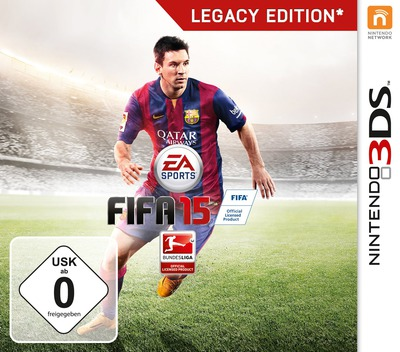 LEGACY EDITION*
NINTENDO
NETWORK
NINTENDO 3DS
QATAR
AIRWAYS
EA
SPORTS
FIFA 15
FIFA
Official
Licensed
Product
BUNDESLIGA
OFFICIAL
LICENSED PRODUCT
USK
ab
0
freigegeben